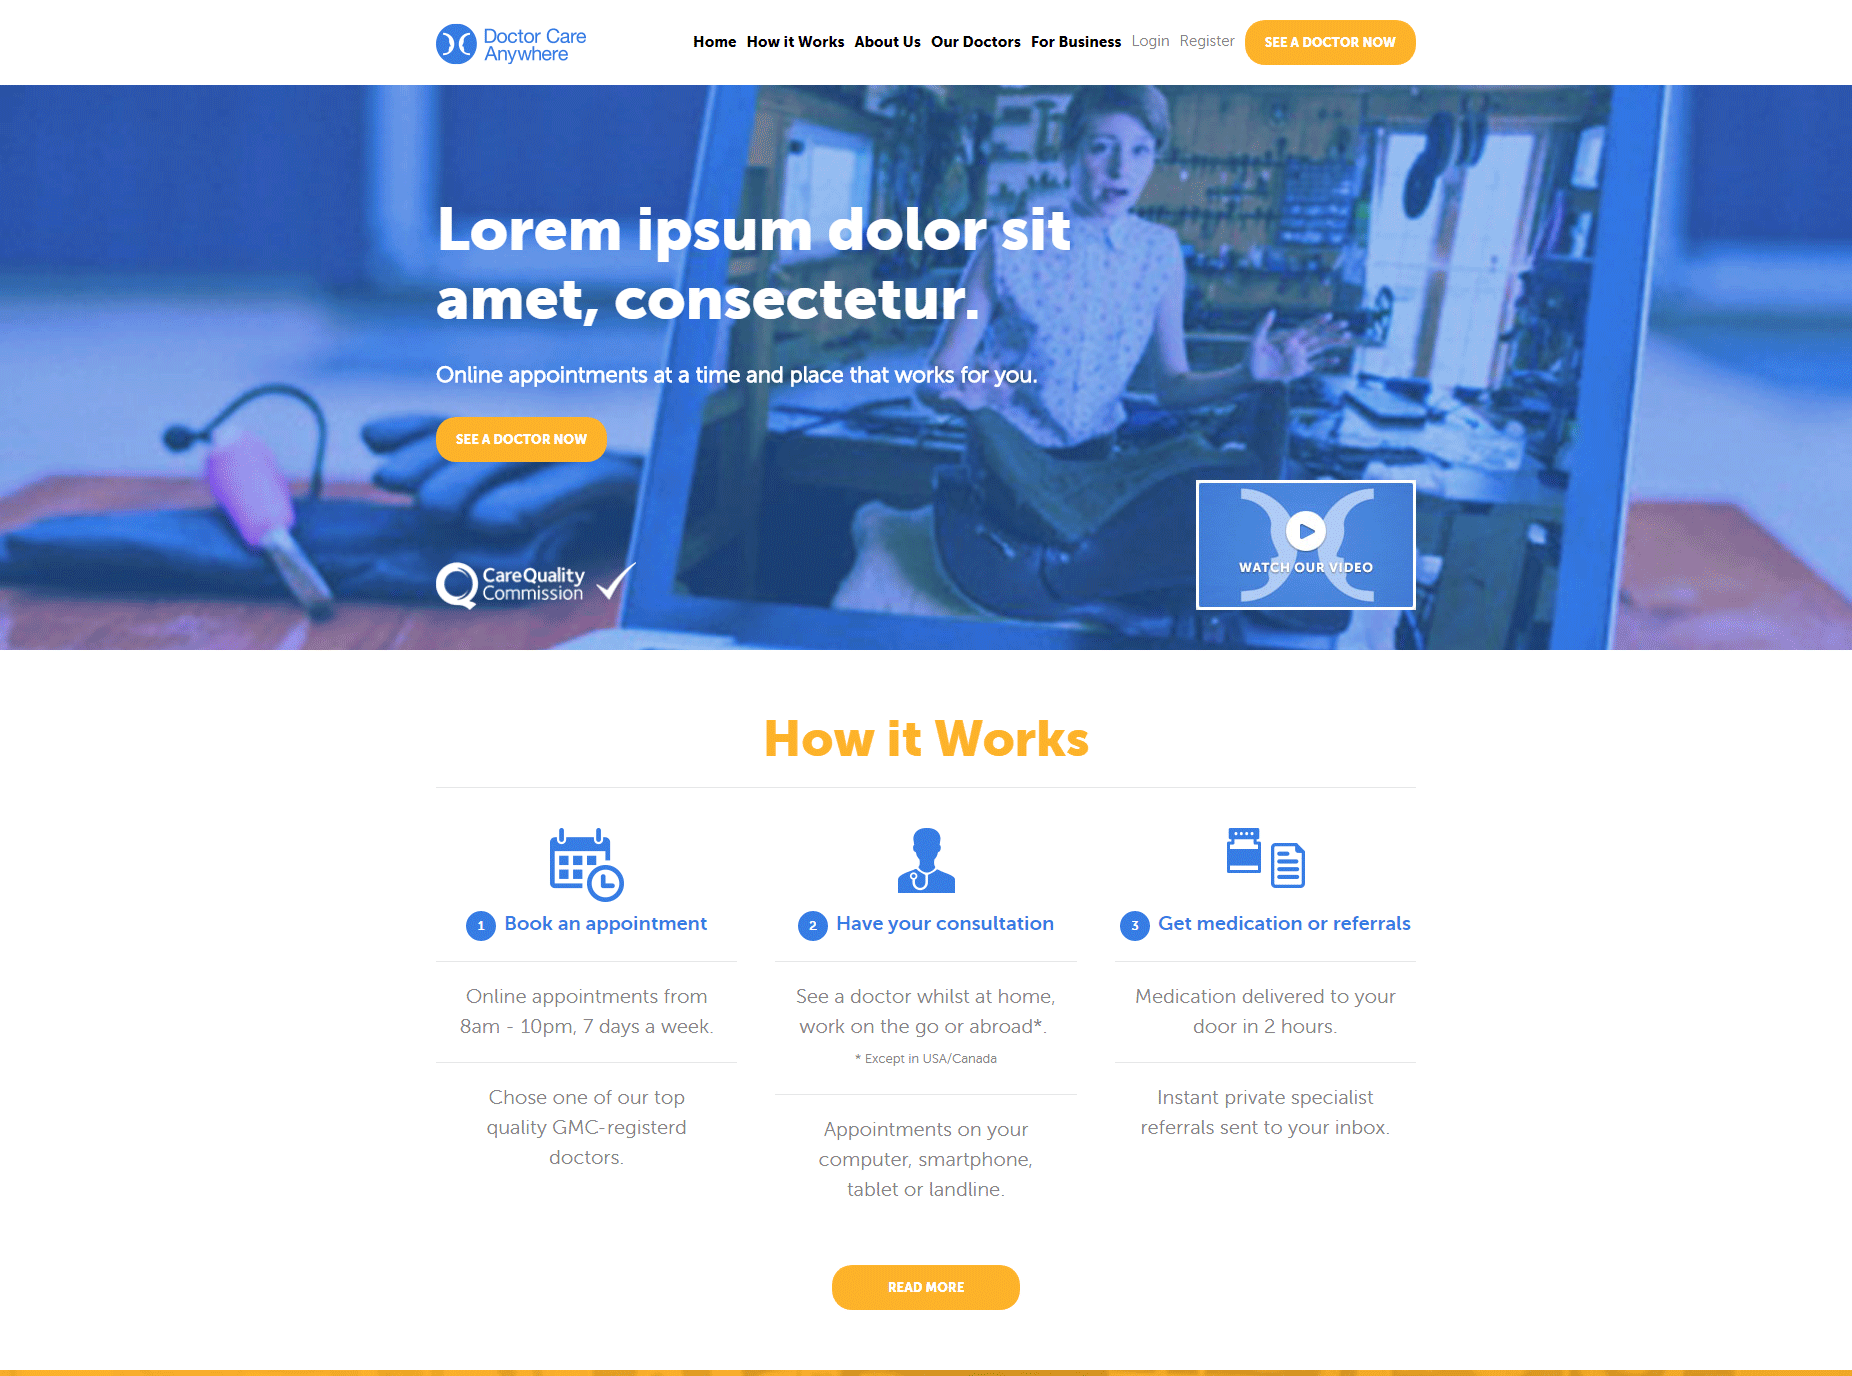 Doctor Care
Anywhere
Home How it Works About Us Our Doctors For Business Login Register SEE A DOCTOR NOW
Lorem ipsum dolor sit
amet, consectetur.
Online appointments at a time and place that works for you.
SEE A DOCTOR NOW
CareQuality
Commission
WATCH OUR VIDEO
How it Works
1 Book an appointment
Online appointments from
8am - 10pm, 7 days a week.
Chose one of our top
quality GMC-registerd
doctors.
2 Have your consultation
See a doctor whilst at home,
work on the go or abroad*.
* Except in USA/Canada
Appointments on your
computer, smartphone,
tablet or landline.
3 Get medication or referrals
Medication delivered to your
door in 2 hours.
Instant private specialist
referrals sent to your inbox.
READ MORE